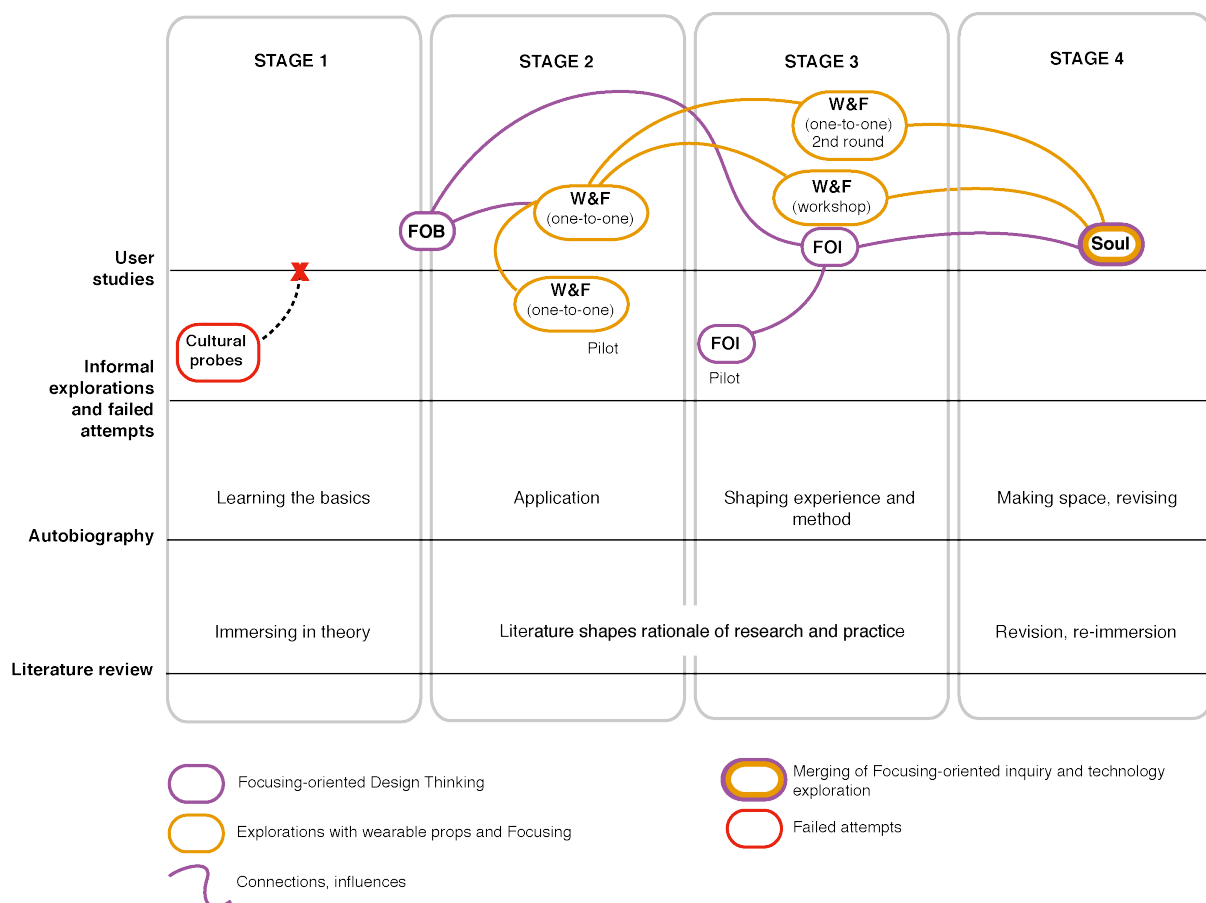 STAGE 1
STAGE 2
STAGE 3
STAGE 4
W&F
(one-to-one)
2nd round
W&F
(workshop)
W&F
(one-to-one)
FOB
FOI
Soul
User
studies
W&F
(one-to-one)
Pilot
Cultural
probes
FOI
Pilot
Informal
explorations
and failed
attempts
Learning the basics
Application
Shaping experience and
method
Making space, revising
Autobiography
Immersing in theory
Literature shapes rationale of research and practice
Revision, re-immersion
Literature review
Focusing-oriented Design Thinking
Explorations with wearable props and Focusing
Connections, influences
Merging of Focusing-oriented inquiry and technology
exploration
Failed attempts